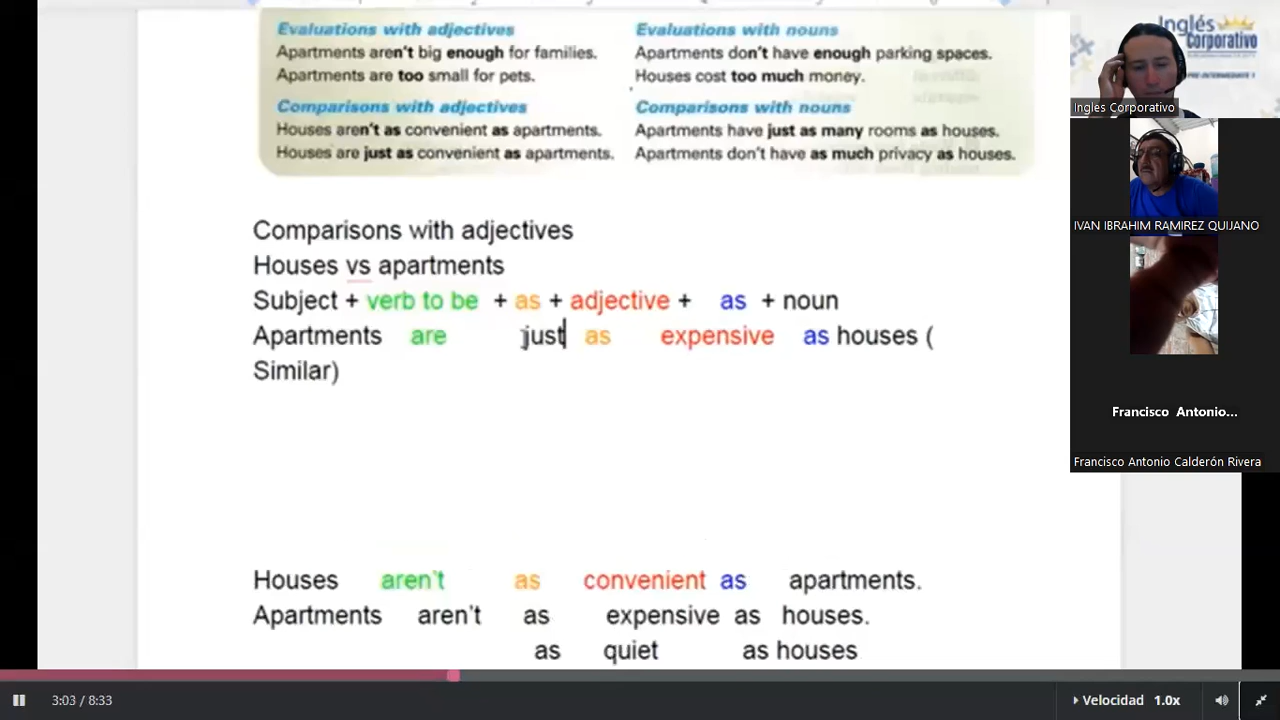 Evaluations with adjectives
Apartments aren't big enough for families.
Apartments are too small for pets.
Comparisons with adjectives
Houses aren't as convenient as apartments.
Houses are just as convenient as apartments.
Evaluations with nouns
Apartments don't have enough parking spaces.
Houses cost too much money.
Comparisons with nouns
Apartments have just as many rooms as houses.
Apartments don't have as much privacy as houses.
Comparisons with adjectives
Houses vs apartments
Subject + verb to be + as + adjective + as + noun
Apartments are just as expensive as houses (
Similar)
Houses aren't as convenient as apartments.
Apartments aren't as expensive as houses.
as quiet as houses
Inglés
Corporativo
PRE-INTERMEDIATE 1
Ingles Corporativo
IVAN IBRAHIM RAMIREZ QUIJANO
Francisco Antonio...
Francisco Antonio Calderón Rivera
3:03 / 8:33
Velocidad 1.0x